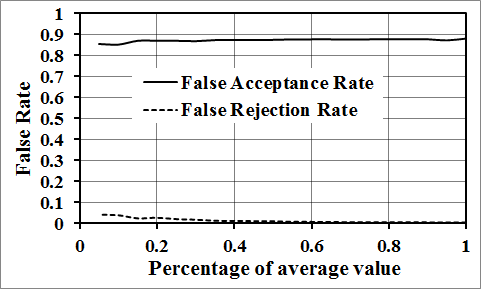 1
0.9
0.8
0.7
0.6
0.5
0.4
0.3
0.2
0.1
0
False Rate
False Acceptance Rate
False Rejection Rate
0 0.2 0.4 0.6 0.8 1
Percentage of average value